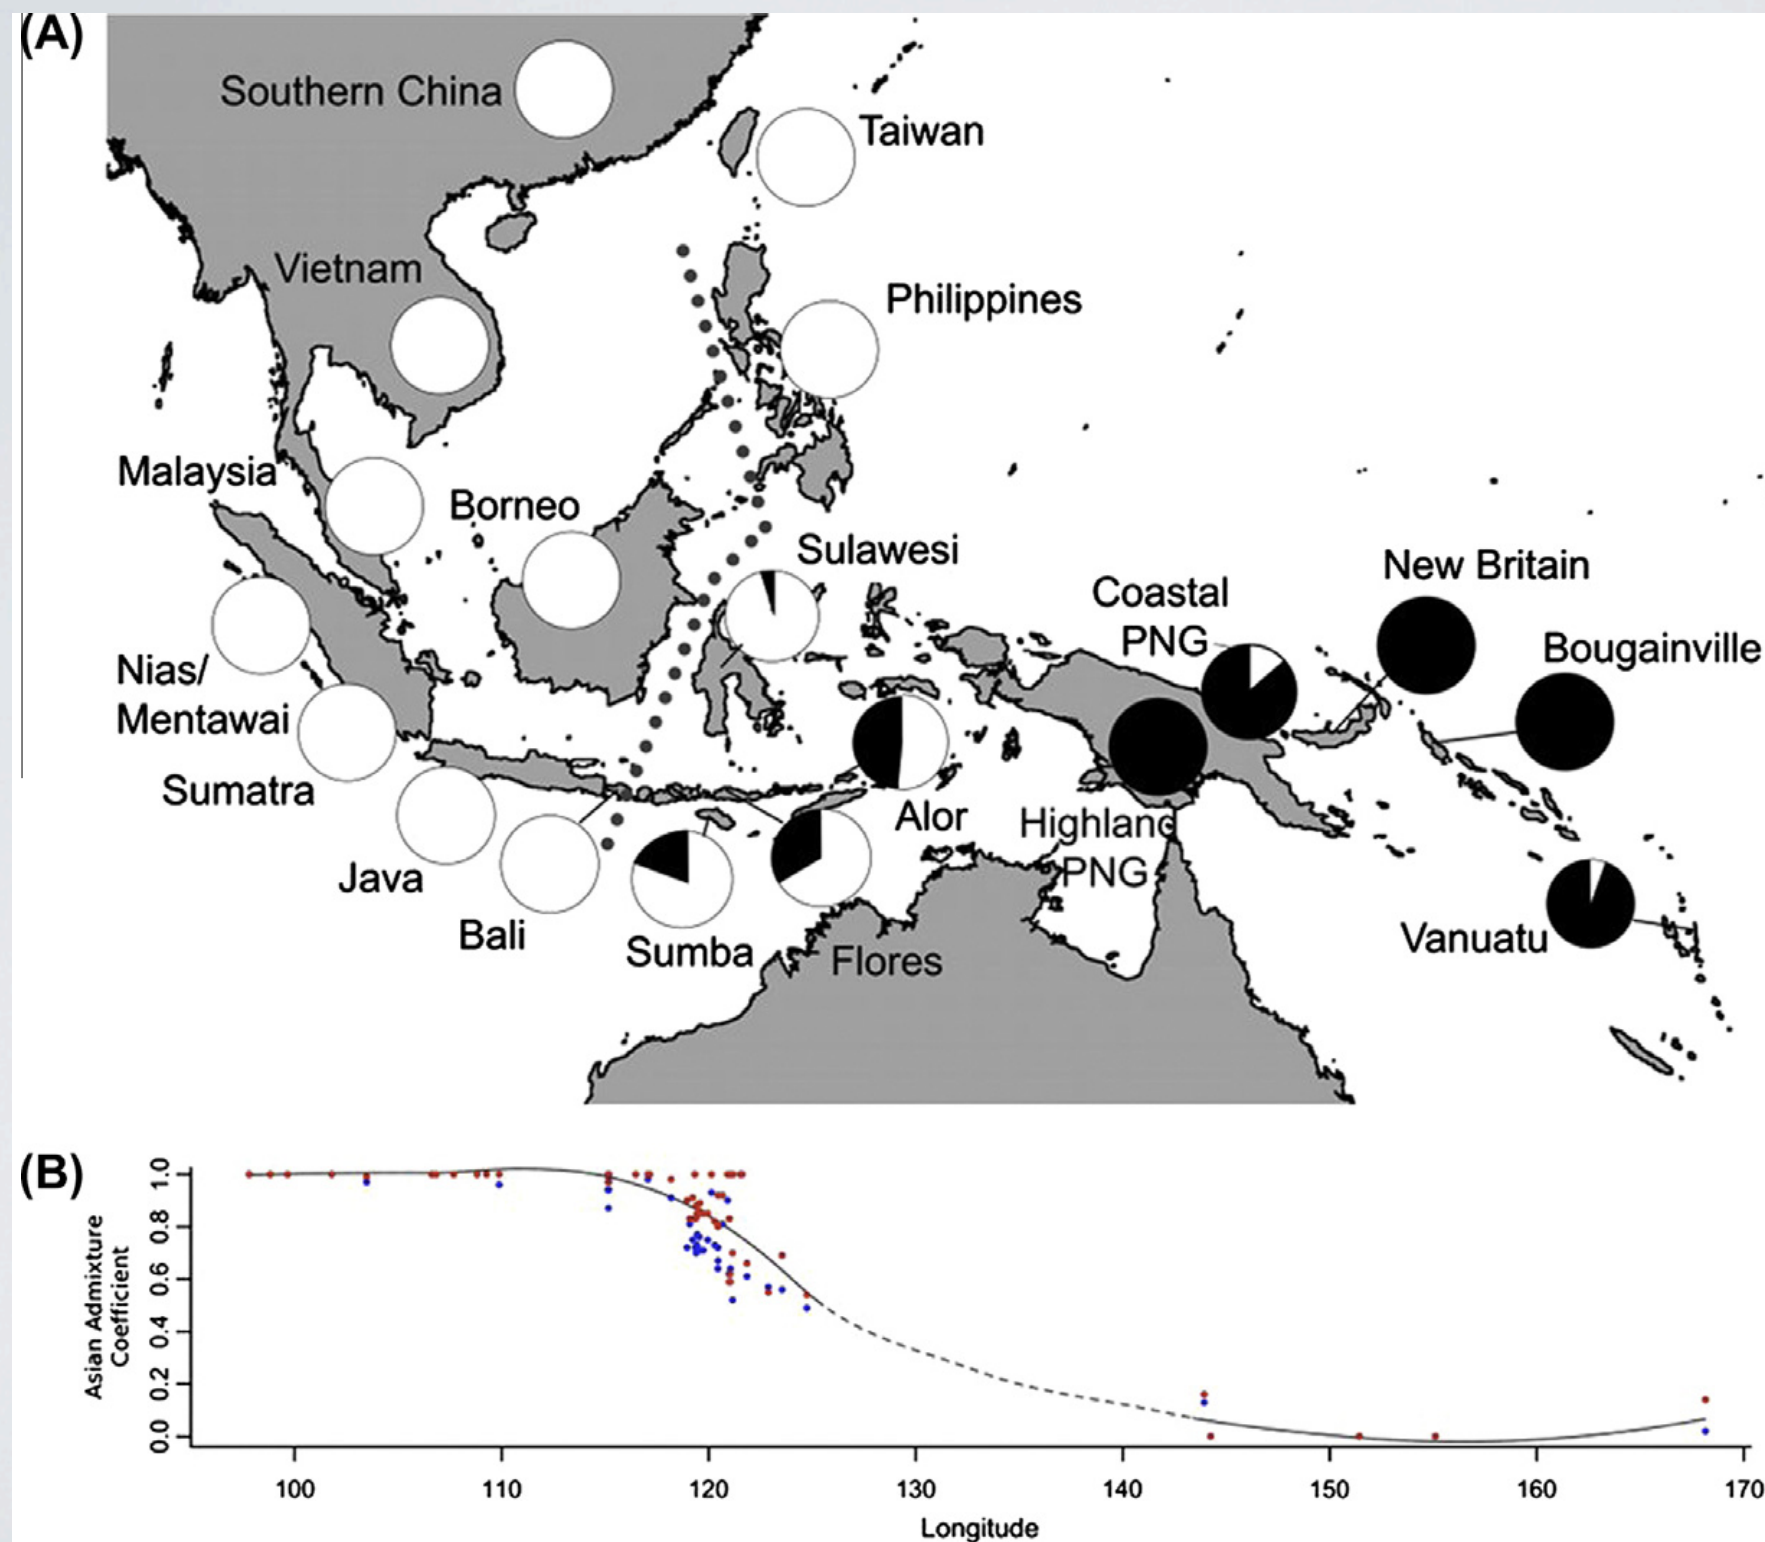 (A)
Southern China
Taiwan
Vietnam
Philippines
Malaysia
Borneo
Sulawesi
New Britain
Coastal
PNG
Bougainville
Nias/
Mentawai
Sumatra
Alor
Highland
PNG
Java
Bali
Sumba
Flores
Vanuatu
(B)
Asian Admixture
Coefficient
1.0
0.8
0.6
0.4
0.2
0.0
100 110 120 130 140 150 160 170
Longitude